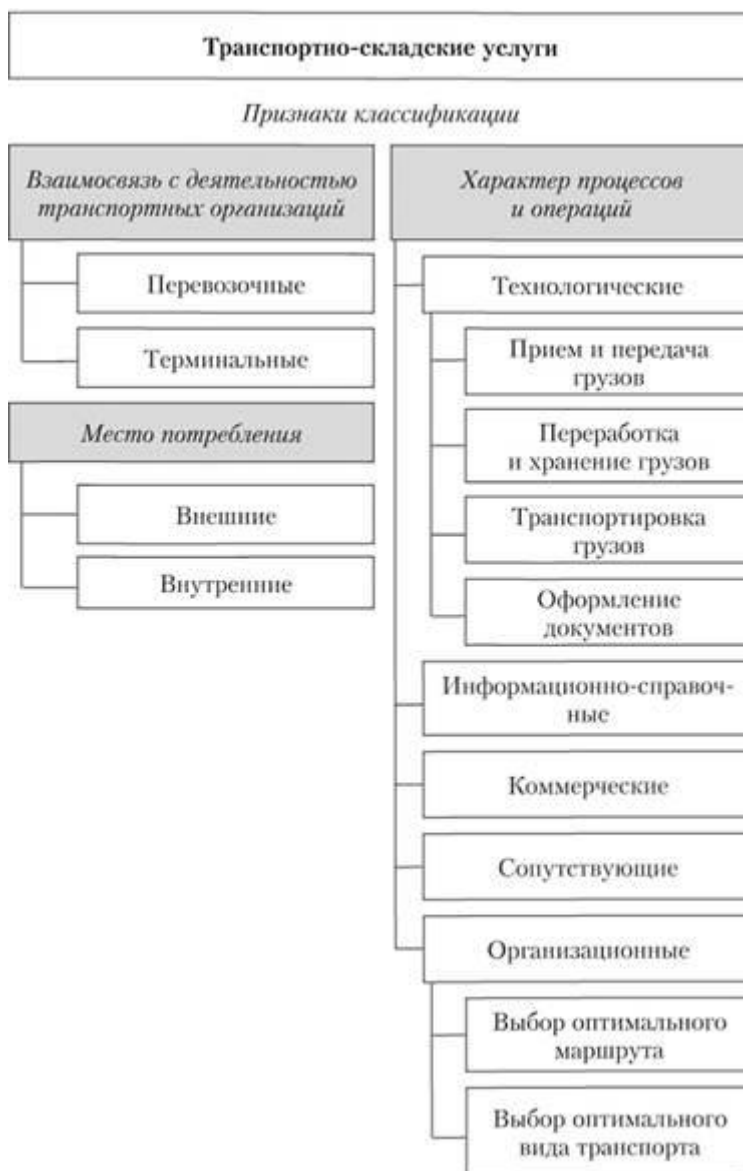 Транспортно-складские услуги
Признаки классификации
Взаимосвязь с деятельностью
транспортных организаций
Перевозочные
Терминальные
Место потребления
Внешние
Внутренние
Характер процессов
и операций
Технологические
Прием и передача
грузов
Переработка
и хранение грузов
Транспортировка
грузов
Оформление
документов
Информационно-справоч-
ные
Коммерческие
Сопутствующие
Организационные
Выбор оптимального
маршрута
Выбор оптимального
вида транспорта